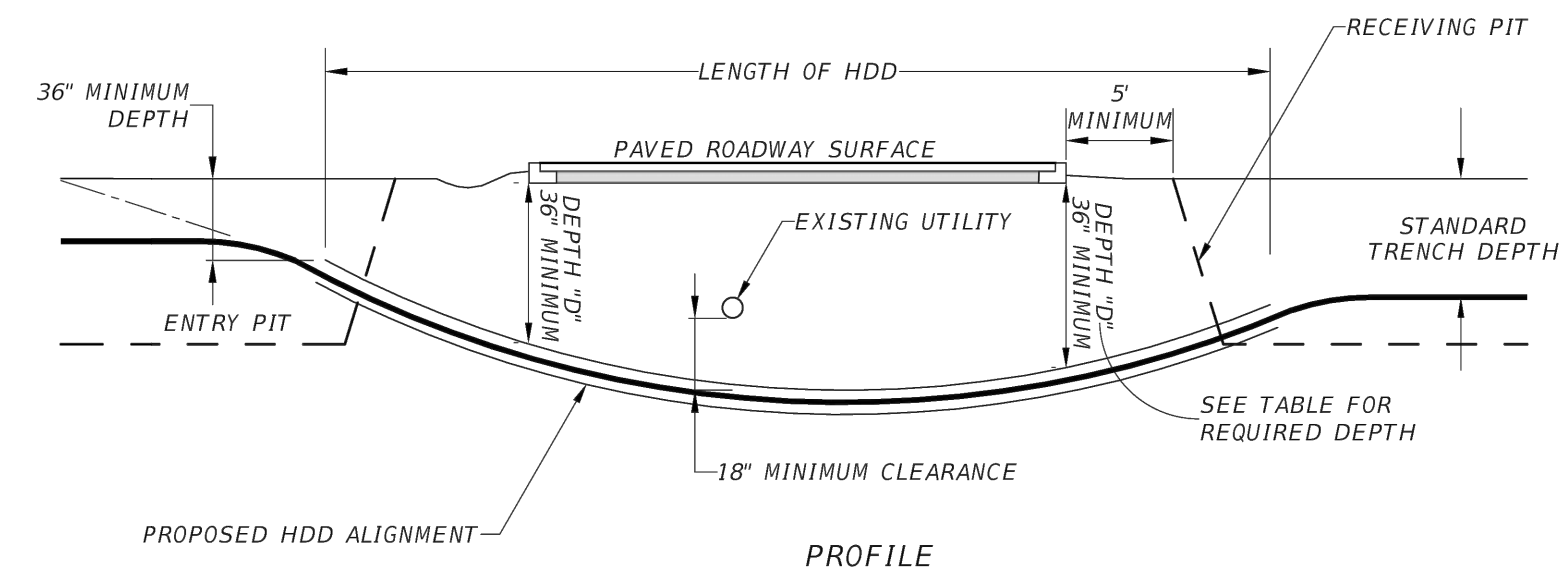 RECEIVING PIT
LENGTH OF HDD
36" MINIMUM
DEPTH
5'
MINIMUM
PAVED ROADWAY SURFACE
DEPTH "D"
36" MINIMUM
EXISTING UTILITY
DEPTH "D"
36" MINIMUM
STANDARD
TRENCH DEPTH
ENTRY PIT
SEE TABLE FOR
REQUIRED DEPTH
18" MINIMUM CLEARANCE
PROPOSED HDD ALIGNMENT
PROFILE